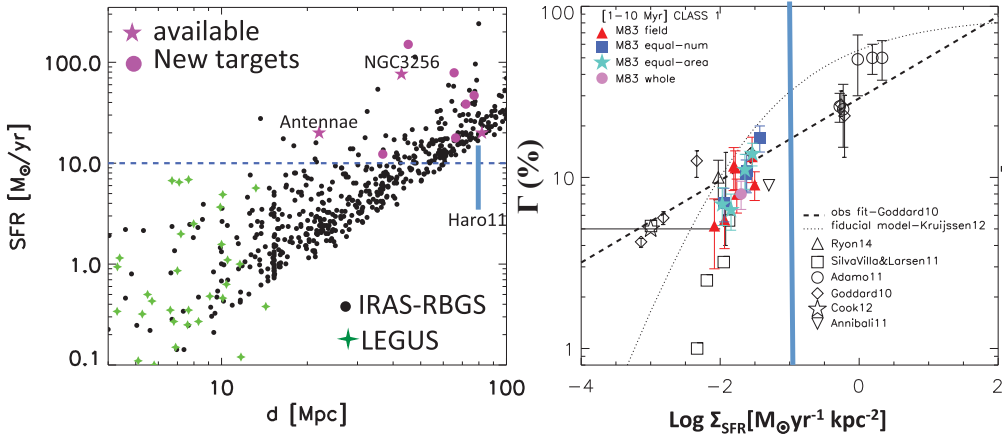 available
New targets
NGC3256
Antennae
Haro11
IRAS-RBGS
LEGUS
100.0
10.0
1.0
0.1
SFR [M☉/yr]
10
100
d [Mpc]
[1-10 Myr] CLASS 1
M83 field
M83 equal-num
M83 equal-area
M83 whole
obs fit-Goddard10
fiducial model-Kruijssen12
Ryon14
SilvaVilla&Larsen11
Adamo11
Goddard10
Cook12
Annibali11
Γ (%)
10
1
-4
-2
0
2
Log Σ_SFR[M☉yr⁻¹ kpc⁻²]